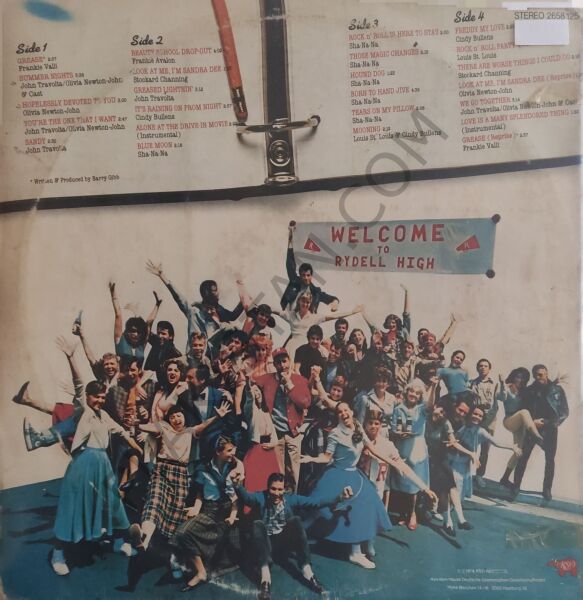 Side 1
GREASE*
Frankie Valli
SUMMER NIGHTS
John Travolta/Olivia Newton-John
& Cast
HOPELESSLY DEVOTED TO YOU
Olivia Newton-John
YOU'RE THE ONE THAT I WANT 2:47
John Travolta/Olivia Newton-John
SANDY
John Travolta
* Written & Produced by Barry Gibb
Side 2
BEAUTY SCHOOL DROP-OUT 4:02
Frankie Avalon
LOOK AT ME, I'M SANDRA DEE
Stockard Channing
GREASED LIGHTNIN'
John Travolta
IT'S RAINING ON PROM NIGHT
Cindy Bullens
ALONE AT THE DRIVE-IN MOVIE
(Instrumental)
BLUE MOON
Sha-Na-Na
Side 3
ROCK n' ROLL IS HERE TO STAY
Sha-Na-Na
THOSE MAGIC CHANGES
Sha-Na-Na
HOUND DOG
Sha-Na-Na
BORN TO HAND JIVE
Sha-Na-Na
TEARS ON MY PILLOW
Sha-Na-Na
MOONING
Louis St. Louis & Cindy Bullens
Side 4
FREDDY MY LOVE
Cindy Bullens
ROCK n' ROLL PARTY
Louis St. Louis
THERE ARE WORSE THINGS I COULD DO
Stockard Channing
LOOK AT ME, I'M SANDRA DEE (Reprise)
Olivia Newton-John
WE GO TOGETHER
John Travolta/Olivia Newton-John & Cast
LOVE IS A MANY SPLENDORED THING
(Instrumental)
GREASE (Reprise)*
Frankie Valli
STEREO 2658125
WELCOME
TO
RYDELL HIGH
R
R
RSO